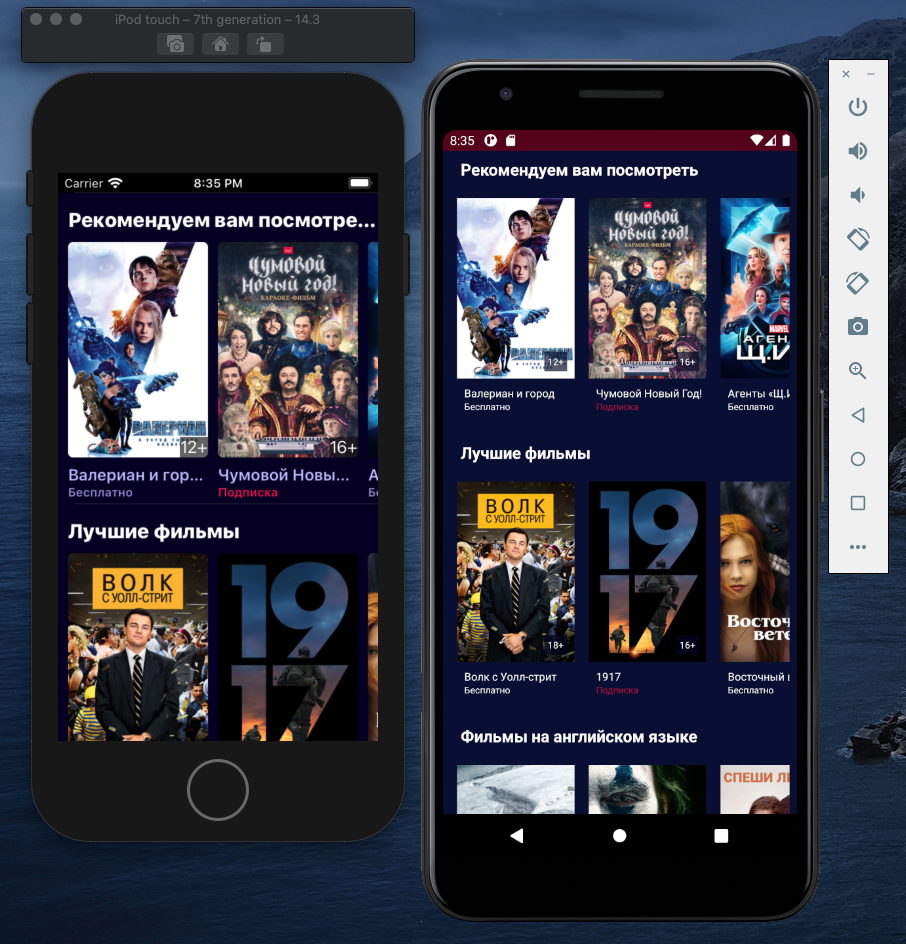 iPod touch – 7th generation – 14.3
Carrier
8:35 PM
Рекомендуем вам посмотре...
ЧУМОВОЙ
НОВЫЙ ГОД!
КАРАОКЕ-ФИЛЬМ
ВАЛЕРИАН
12+
16+
Валериан и гор...
Чумовой Новы...
А
Бесплатно
Подписка
Б
Лучшие фильмы
ВОЛК
С УОЛЛ-СТРИТ
1917
8:35
Рекомендуем вам посмотреть
ЧУМОВОЙ
НОВЫЙ ГОД!
КАРАОКЕ-ФИЛЬМ
ВАЛЕРИАН
12+
16+
MARVEL
АГЕН
Щ.И
Валериан и город
Чумовой Новый Год!
Агенты «Щ.И
Бесплатно
Подписка
Бесплатно
Лучшие фильмы
ВОЛК
С УОЛЛ-СТРИТ
1917
Восточ
вете
18+
16+
Волк с Уолл-стрит
1917
Восточный в
Бесплатно
Подписка
Бесплатно
Фильмы на английском языке
СПЕШИ ЛЮ